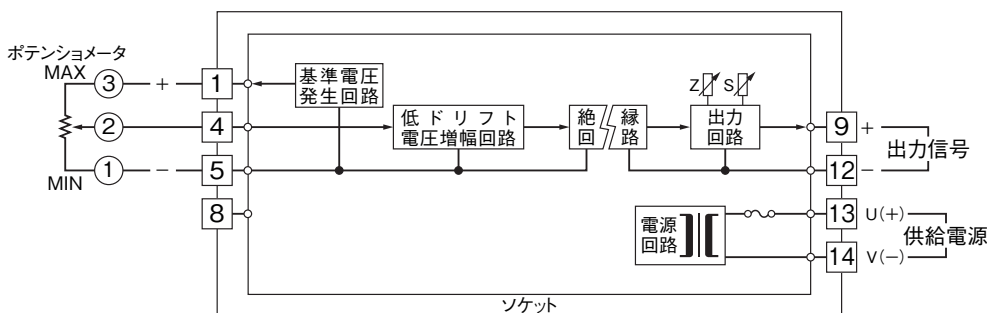 ポテンショメータ
MAX
3
+
1
基準電圧
発生回路
2
4
低ドリフト
電圧増幅回路
絶縁
回路
Z
S
出力
回路
9
+
出力信号
1
MIN
−
5
12
−
8
電源
回路
13
U(+)
供給電源
14
V(−)
ソケット